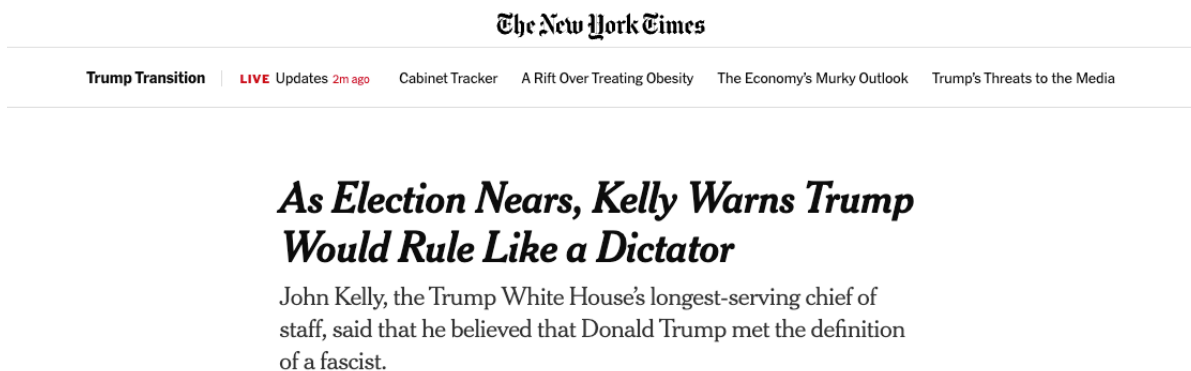 The New York Times
Trump Transition LIVE Updates 2m ago Cabinet Tracker A Rift Over Treating Obesity The Economy’s Murky Outlook Trump’s Threats to the Media
As Election Nears, Kelly Warns Trump
Would Rule Like a Dictator
John Kelly, the Trump White House’s longest-serving chief of
staff, said that he believed that Donald Trump met the definition
of a fascist.